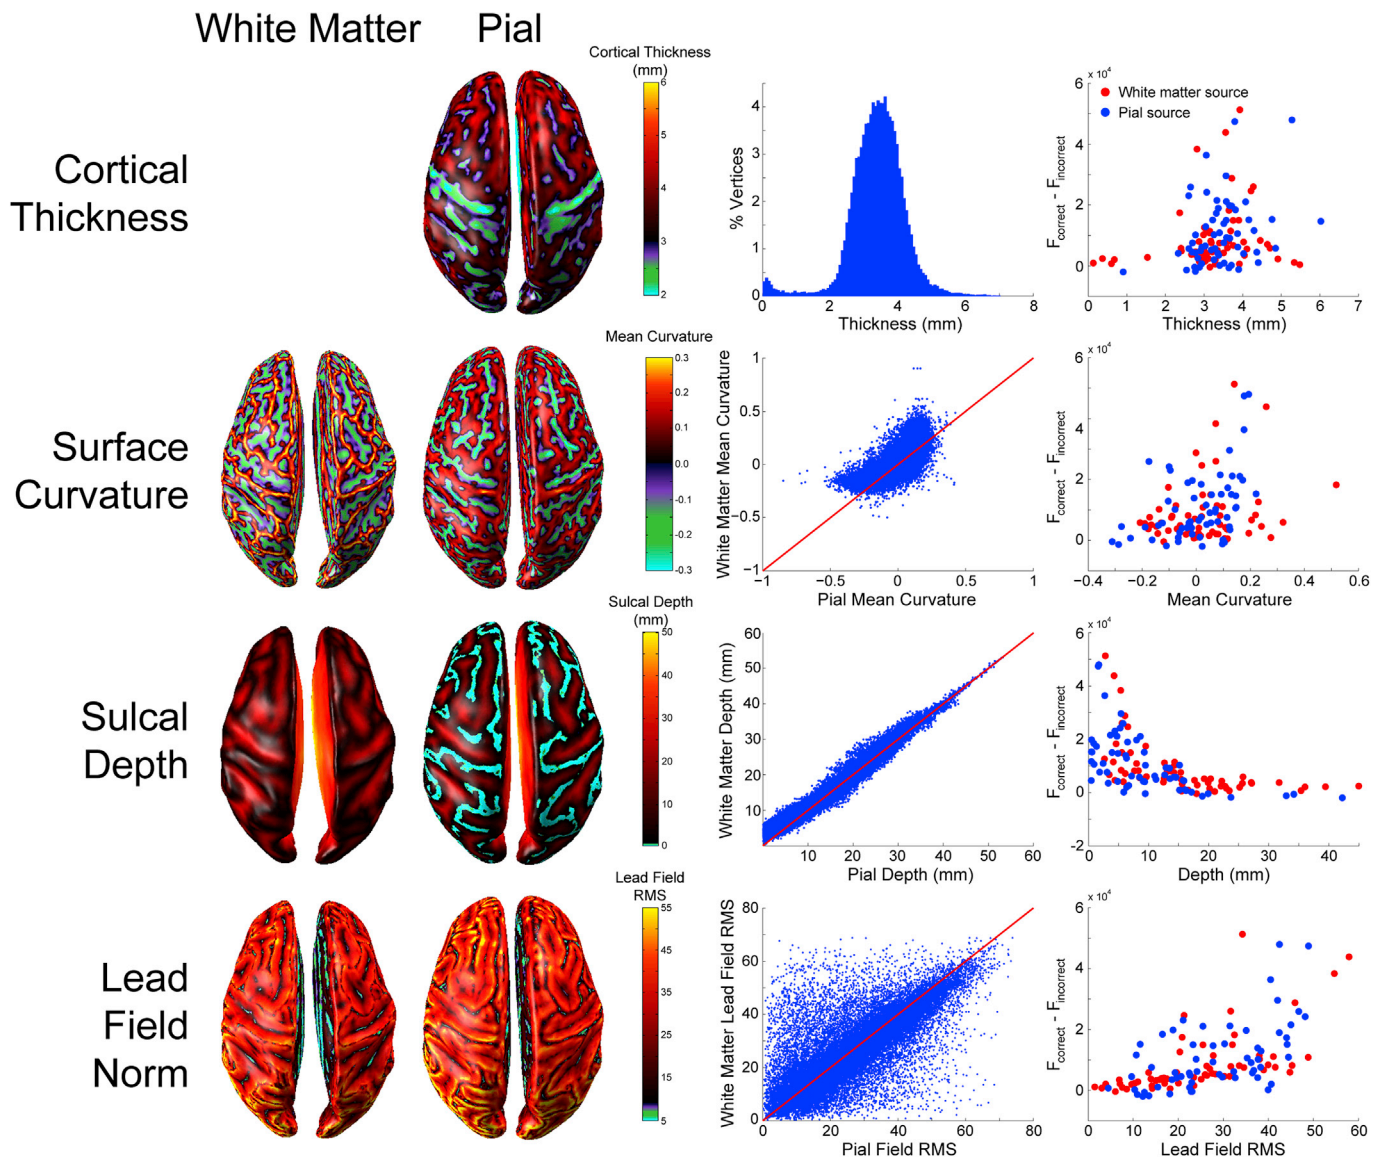 White Matter Pial
Cortical
Thickness
Cortical Thickness
(mm)
6
5
4
3
2
% Vertices
4
3
2
1
0
0 2 4 6 8
Thickness (mm)
F_correct - F_incorrect
x 10^4
6
4
2
0
White matter source
Pial source
0 1 2 3 4 5 6 7
Thickness (mm)
Surface
Curvature
Mean Curvature
0.3
0.2
0.1
0.0
-0.1
-0.2
-0.3
White Matter Mean Curvature
1
0.5
0
−0.5
−1
−1 −0.5 0 0.5 1
Pial Mean Curvature
F_correct - F_incorrect
x 10^4
6
4
2
0
−0.4 −0.2 0 0.2 0.4 0.6
Mean Curvature
Sulcal
Depth
Sulcal Depth
(mm)
50
40
30
20
10
0
White Matter Depth (mm)
60
50
40
30
20
10
10 20 30 40 50 60
Pial Depth (mm)
F_correct - F_incorrect
x 10^4
6
4
2
0
-2
0 10 20 30 40
Depth (mm)
Lead
Field
Norm
Lead Field
RMS
55
45
35
25
15
5
White Matter Lead Field RMS
80
60
40
20
0
0 20 40 60 80
Pial Field RMS
F_correct - F_incorrect
x 10^4
6
4
2
0
0 10 20 30 40 50 60
Lead Field RMS